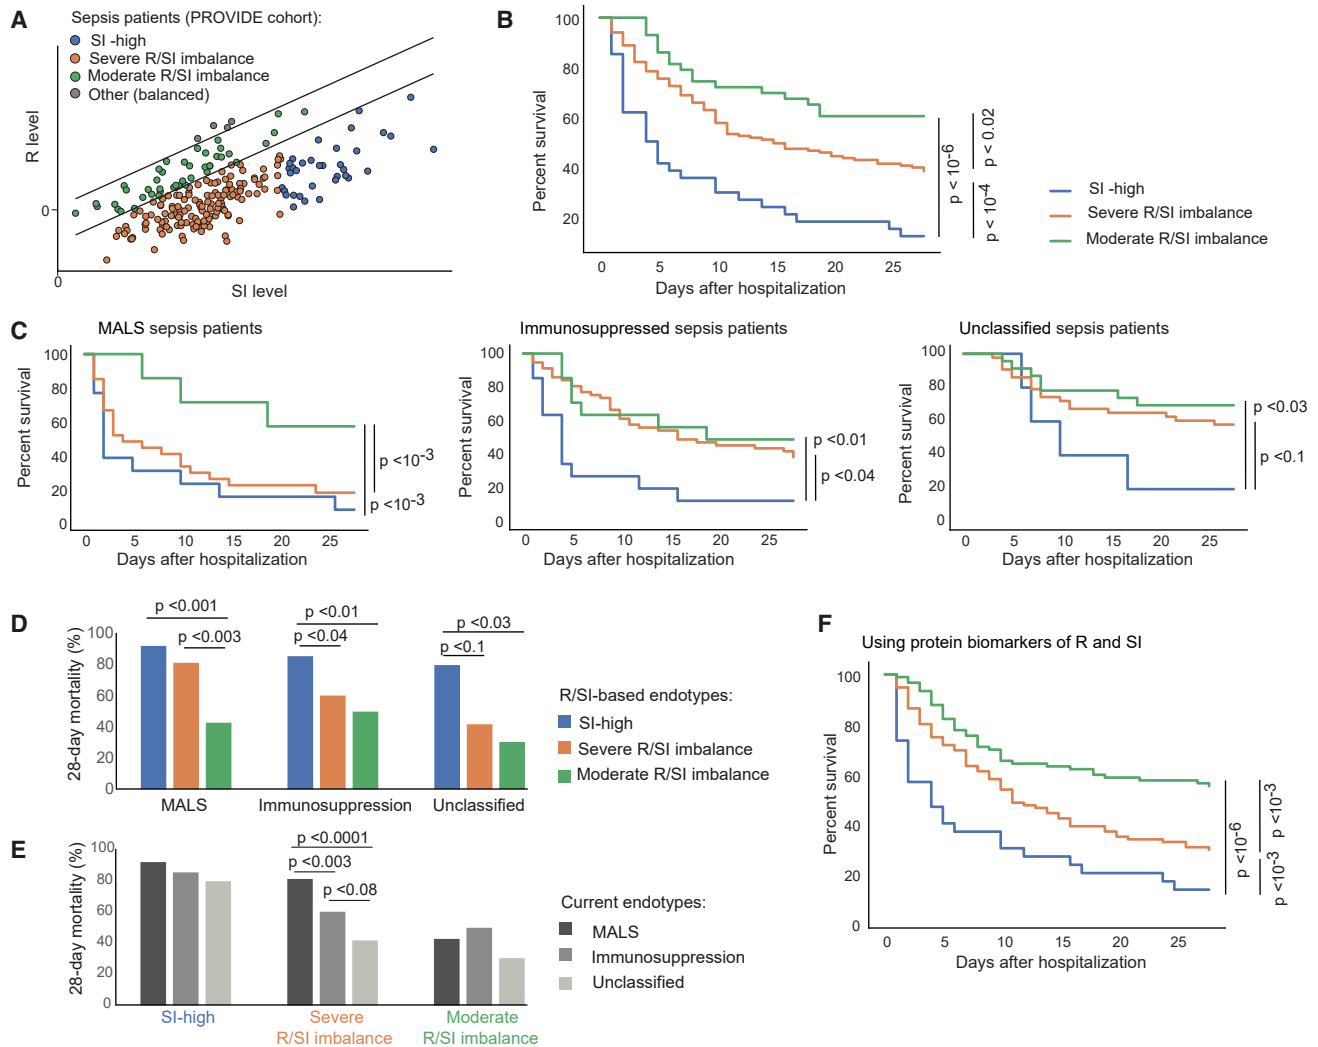 A
Sepsis patients (PROVIDE cohort):
SI -high
Severe R/SI imbalance
Moderate R/SI imbalance
Other (balanced)
R level
0
0
SI level
B
100
80
60
40
20
Percent survival
0 5 10 15 20 25
Days after hospitalization
p < 10-6
p < 0.02
p < 10-4
SI -high
Severe R/SI imbalance
Moderate R/SI imbalance
C
MALS sepsis patients
100
80
60
40
20
0
Percent survival
0 5 10 15 20 25
Days after hospitalization
p <10-3
p <10-3
Immunosuppressed sepsis patients
100
80
60
40
20
0
Percent survival
0 5 10 15 20 25
Days after hospitalization
p <0.01
p <0.04
Unclassified sepsis patients
100
80
60
40
20
0
Percent survival
0 5 10 15 20 25
Days after hospitalization
p <0.03
p <0.1
D
28-day mortality (%)
100
80
60
40
20
0
p <0.001
p <0.003
p <0.01
p <0.04
p <0.03
p <0.1
MALS
Immunosuppression
Unclassified
R/SI-based endotypes:
SI-high
Severe R/SI imbalance
Moderate R/SI imbalance
E
28-day mortality (%)
100
80
60
40
20
0
p <0.0001
p <0.003
p <0.08
SI-high
Severe
R/SI imbalance
Moderate
R/SI imbalance
Current endotypes:
MALS
Immunosuppression
Unclassified
F
Using protein biomarkers of R and SI
100
80
60
40
20
0
Percent survival
0 5 10 15 20 25
Days after hospitalization
p <10-6
p <10-3
p <10-3